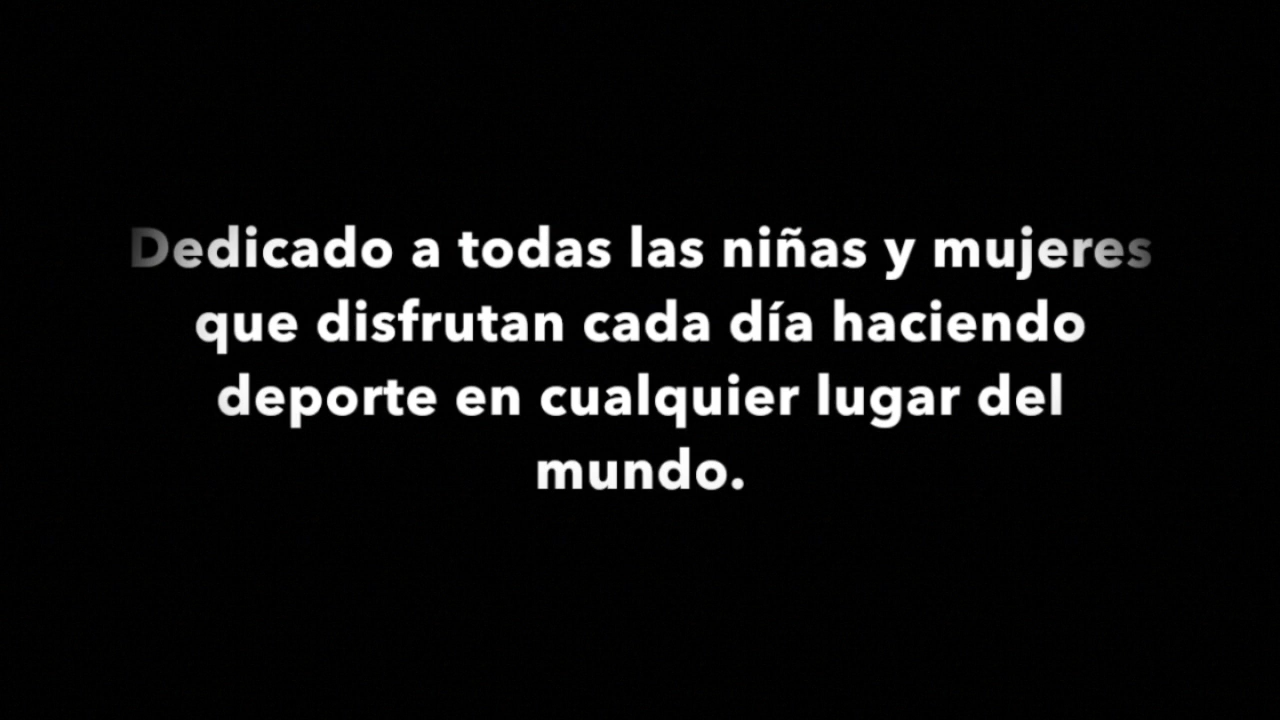 Dedicado a todas las niñas y mujeres
que disfrutan cada día haciendo
deporte en cualquier lugar del
mundo.